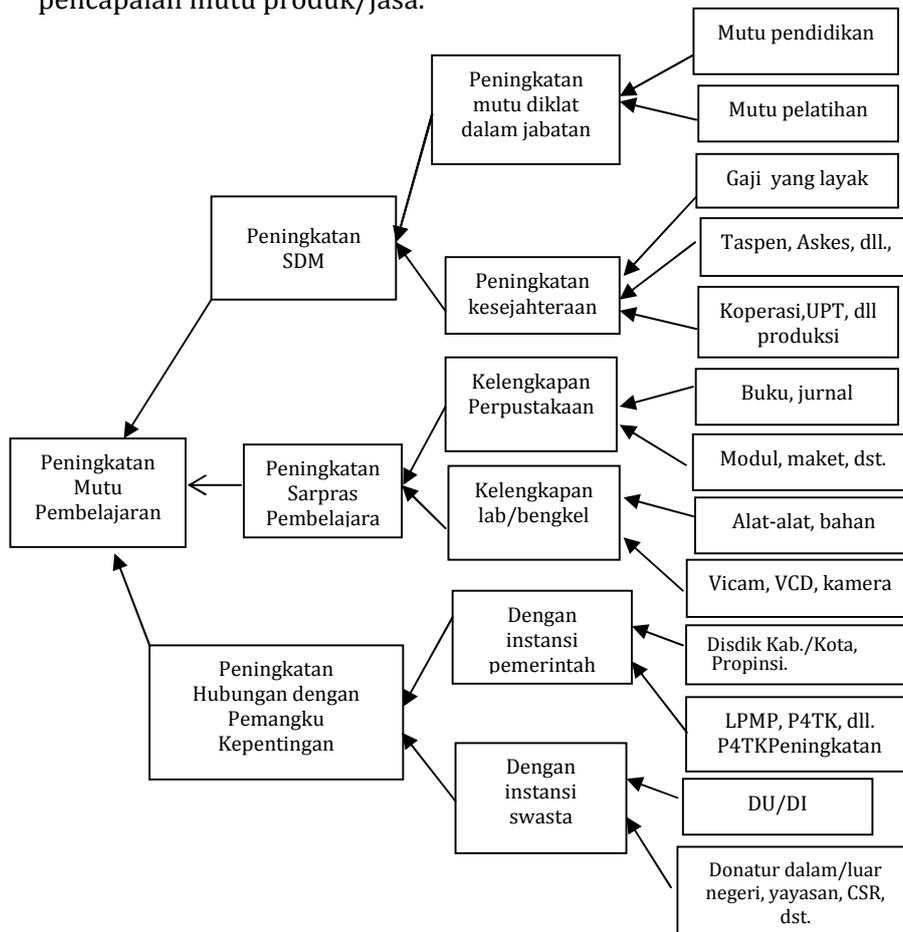 pencapaian mutu produk/jasa.
Mutu pendidikan
Peningkatan
mutu diklat
dalam jabatan
Mutu pelatihan
Gaji yang layak
Peningkatan
SDM
Taspen, Askes, dll.,
Peningkatan
kesejahteraan
Koperasi,UPT, dll
produksi
Kelengkapan
Perpustakaan
Buku, jurnal
Peningkatan
Mutu
Pembelajaran
Peningkatan
Sarpras
Pembelajara
Modul, maket, dst.
Kelengkapan
lab/bengkel
Alat-alat, bahan
Vicam, VCD, kamera
Dengan
instansi
pemerintah
Disdik Kab./Kota,
Propinsi.
Peningkatan
Hubungan dengan
Pemangku
Kepentingan
LPMP, P4TK, dll.
P4TKPeningkatan
Dengan
instansi
swasta
DU/DI
Donatur dalam/luar
negeri, yayasan, CSR,
dst.